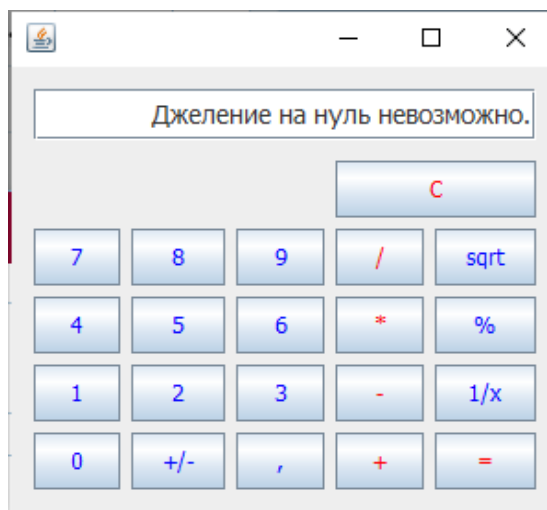 Джеление на нуль невозможно.
C
7 8 9 / sqrt
4 5 6 * %
1 2 3 - 1/x
0 +/- , + =